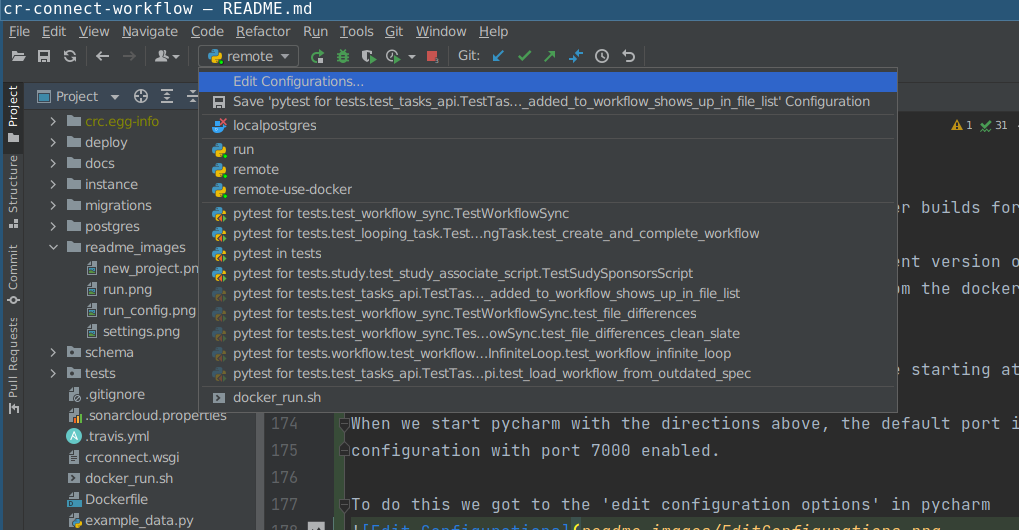 cr-connect-workflow – README.md
File Edit View Navigate Code Refactor Run Tools Git Window Help
remote Git:
Project
Edit Configurations...
Save 'pytest for tests.test_tasks_api.TestTas..._added_to_workflow_shows_up_in_file_list' Configuration
localpostgres
run
remote
remote-use-docker
pytest for tests.test_workflow_sync.TestWorkflowSync
pytest for tests.test_looping_task.Test...ngTask.test_create_and_complete_workflow
pytest in tests
pytest for tests.study.test_study_associate_script.TestSudySponsorsScript
pytest for tests.test_tasks_api.TestTas..._added_to_workflow_shows_up_in_file_list
pytest for tests.test_workflow_sync.TestWorkflowSync.test_file_differences
pytest for tests.test_workflow_sync.Tes...owSync.test_file_differences_clean_slate
pytest for tests.workflow.test_workflow...InfiniteLoop.test_workflow_infinite_loop
pytest for tests.test_tasks_api.TestTas...pi.test_load_workflow_from_outdated_spec
docker_run.sh
Project
Structure
Commit
Pull Requests
crc.egg-info
deploy
docs
instance
migrations
postgres
readme_images
new_project.pn
run.png
run_config.png
settings.png
schema
tests
.gitignore
.sonarcloud.properties
.travis.yml
crconnect.wsgi
docker_run.sh
Dockerfile
example_data.py
1 31
er builds for
ent version o
om the docker
e starting at
174 When we start pycharm with the directions above, the default port i
175 configuration with port 7000 enabled.
176
177 To do this we got to the 'edit configuration options' in pycharm
178 ![Edit Configurations](readme_images/EditConfigurations.png